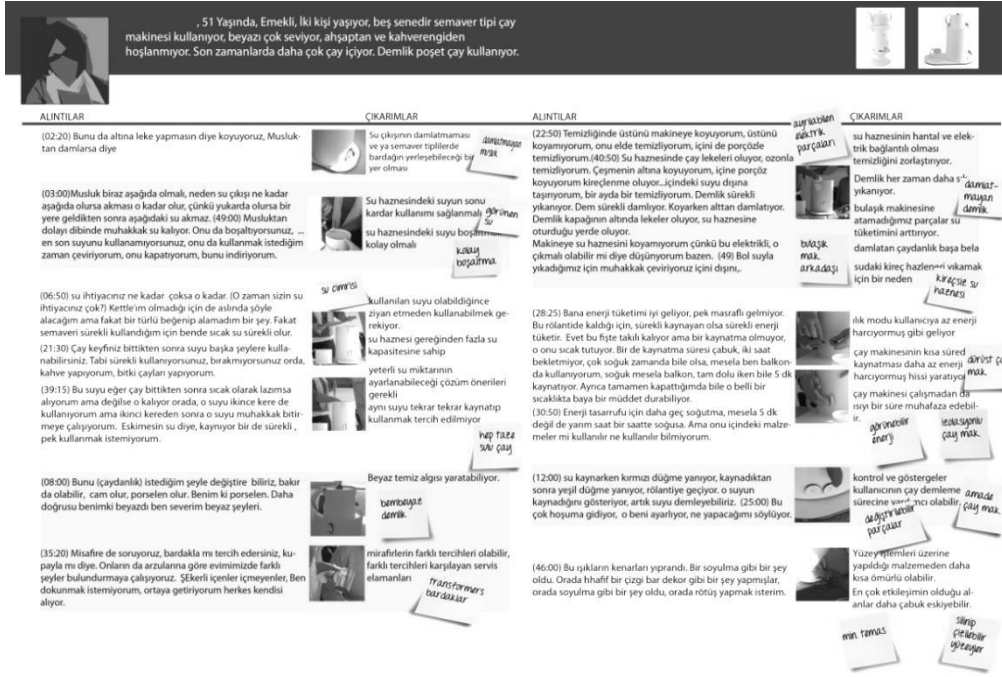 , 51 Yaşında, Emekli, İki kişi yaşıyor, beş senedir semaver tipi çay
makinesi kullanıyor, beyazı çok seviyor, ahşaptan ve kahverengiden
hoşlanmıyor. Son zamanlarda daha çok çay içiyor. Demlik poşet çay kullanıyor.
ALINTILAR
ÇIKARIMLAR
(02:20) Bunu da altına leke yapmasın diye koyuyoruz, Musluk-
tan damlarsa diye
Su çıkışının damlatmaması
ve ya semaver tiplilerde
bardağın yerleşebileceği bir
yer olması
damlatmayan
musluk
(03:00)Musluk biraz aşağıda olmalı, neden su çıkışı ne kadar
aşağıda olursa akması o kadar olur, çünkü yukarda olursa bir
yere geldikten sonra aşağıdaki su akmaz. (49:00) Musluktan
dolayı dibinde muhakkak su kalıyor. Onu da boşaltıyorsunuz, ...
en son suyunu kullanamıyorsunuz, onu da kullanmak istediğim
zaman çeviriyorum, onu kapatıyorum, bunu indiriyorum.
Su haznesindeki suyun sonu
kardar kullanımı sağlanmalı
su haznesindeki suyu
kolay olmalı
görünen
su
kolay
boşaltma
(06:50) su ihtiyacınız ne kadar çoksa o kadar. (O zaman sizin su
ihtiyacınız çok?) Kettle'ım olmadığı için de aslında şöyle
alacağım ama fakat bir türlü beğenip alamadım bir şey. Fakat
semaveri sürekli kullandığım için bende sıcak su sürekli olur.
(21:30) Çay keyfiniz bittikten sonra suyu başka şeylere kulla-
nabilirsiniz. Tabi sürekli kullanıyorsunuz, bırakmıyorsunuz orda,
kahve yapıyorum, bitki çayları yapıyorum.
(39:15) Bu suyu eğer çay bittikten sonra sıcak olarak lazımsa
alıyorum ama değilse o kalıyor orada, o suyu ikince kere de
kullanıyorum ama ikinci kereden sonra o suyu muhakkak bitir-
meye çalışıyorum. Eskimesin su diye, kaynıyor bir de sürekli ,
pek kullanmak istemiyorum.
su cimrisi
kullanılan suyu olabildiğince
ziyan etmeden kullanabilmek ge-
rekiyor.
su haznesi gereğinden fazla su
kapasitesine sahip
yeterli su miktarının
ayarlanabileceği çözüm önerileri
gerekli
aynı suyu tekrar tekrar kaynatıp
kullanmak tercih edilmiyor
hep taze
sulu çay
(08:00) Bunu (çaydanlık) istediğim şeyle değiştire biliriz, bakır
da olabilir, cam olur, porselen olur. Benim ki porselen. Daha
doğrusu benimki beyazdı ben severim beyaz şeyleri.
Beyaz temiz algısı yaratabiliyor.
bembeyaz
demlik
(35:20) Misafire de soruyoruz, bardakla mı tercih edersiniz, ku-
payla mı diye. Onların da arzularına göre evimimizde farklı
şeyler bulundurmaya çalışıyoruz. ŞEkerli içenler içmeyenler, Ben
dokunmak istemiyorum, ortaya getiriyorum herkes kendisi
alıyor.
mirafirlerin farklı tercihleri olabilir,
farklı tercihleri karşılayan servis
elamanları
transformers
bardaklar
ALINTILAR
ÇIKARIMLAR
(22:50) Temizliğinde üstünü makineye koyuyorum, üstünü
koyamıyorum, onu elde temizliyorum, içini de porçözle
temizliyorum.(40:50) Su haznesinde çay lekeleri oluyor, ozonla
temizliyorum. Çeşmenin altına koyuyorum, içine porçöz
koyuyorum kireçlenme oluyor...içindeki suyu dışına
taşırıyorum, bir ayda bir temizliyorum. Demlik sürekli
yıkanıyor. Dem sürekli damlıyor. Koyarken alttan damlatıyor.
Demlik kapağının altında lekeler oluyor, su haznesine
oturduğu yerde oluyor.
Makineye su haznesini koyamıyorum çünkü bu elektrikli, o
çıkmalı olabilir mi diye düşünyorum bazen. (49) Bol suyla
yıkadığımız için muhakkak çeviriyoruz içini dışını,.
ayrılabilen
elektrik
parçaları
su haznesinin hantal ve elek-
trik bağlantılı olması
temizliğini zorlaştırıyor.
Demlik her zaman daha
yıkanıyor.
bulaşık makinesine
atamadığımız parçalar su
tüketimini arttırıyor.
damlatan çaydanlık başa bela
sudaki kireç haznelerı yıkamak
için bir neden
damlat-
mayan
demlik
bulaşık
mak.
arkadaşı
kireçsie su
haznesi
(28:25) Bana enerji tüketimi iyi geliyor, pek masraflı gelmiyor.
Bu rölantide kaldığı için, sürekli kaynayan olsa sürekli enerji
tüketir. Evet bu fişte takılı kalıyor ama bir kaynatma olmuyor,
o onu sıcak tutuyor. Bir de kaynatma süresi çabuk, iki saat
bekletmiyor, çok soğuk zamanda bile olsa, mesela ben balkon-
da kullanıyorum, soğuk mesela balkon, tam dolu iken bile 5 dk
kaynatıyor. Ayrıca tamamen kapattığımda bile o belli bir
sıcaklıkta baya bir müddet durabiliyor.
(30:50) Enerji tasarrufu için daha geç soğutma, mesela 5 dk
değil de yarım saat bir saatte soğusa. Ama onu içindeki malze-
meler mi kullanılır ne kullanılır bilmiyorum.
ılık modu kullanıcıya az enerji
harcıyormuş gibi geliyor
çay makinesinin kısa süred
kaynatması daha az enerji
harcıyormuş hissi yaratıyo
çay makinesi çalışmadan da
ısıyı bir süre muhafaza edebil-
ir.
dürüst ça
mak.
görünebilir
enerji
izolasyonlu
çay mak.
(12:00) su kaynarken kırmızı düğme yanıyor, kaynadıktan
sonra yeşil düğme yanıyor, rölantiye geçiyor. o suyun
kaynadığını gösteriyor, artık suyu demleyebiliriz. (25:00) Bu
çok hoşuma gidiyor, o beni ayarlıyor, ne yapacağımı söylüyor.
kontrol ve göstergeler
kullanıcının çay demleme
sürecine yardımcı olabilir
amade
çay mak.
değiştirilebilir
parçalar
(46:00) Bu ışıkların kenarları yıprandı. Bir soyulma gibi bir şey
oldu. Orada hhafif bir çizgi bar dekor gibi bir şey yapmışlar,
orada soyulma gibi bir şey oldu, orada rötüş yapmak isterim.
Yüzey işlemleri üzerine
yapıldığı malzemeden daha
kısa ömürlü olabilir.
En çok etkileşimin olduğu al-
anlar daha çabuk eskiyebilir.
min. temas
silinip
çizilebilir
yüzeyler